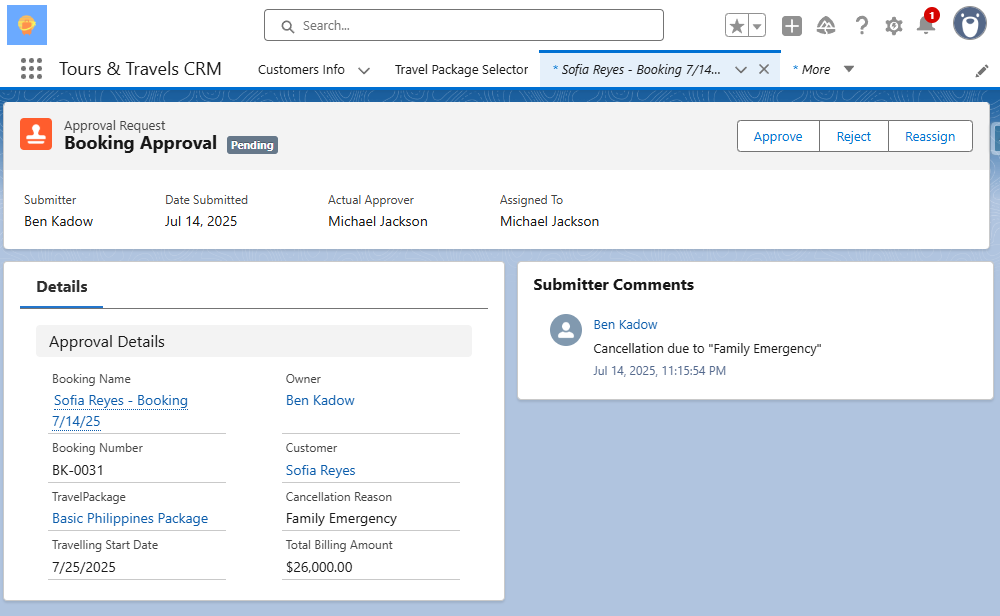 Search...
1
Tours & Travels CRM
Customers Info
Travel Package Selector
* Sofia Reyes - Booking 7/14...
* More
Approval Request
Booking Approval
Pending
Approve
Reject
Reassign
Submitter
Date Submitted
Actual Approver
Assigned To
Ben Kadow
Jul 14, 2025
Michael Jackson
Michael Jackson
Details
Approval Details
Booking Name
Owner
Sofia Reyes - Booking
7/14/25
Ben Kadow
Booking Number
Customer
BK-0031
Sofia Reyes
TravelPackage
Cancellation Reason
Basic Philippines Package
Family Emergency
Travelling Start Date
Total Billing Amount
7/25/2025
$26,000.00
Submitter Comments
Ben Kadow
Cancellation due to "Family Emergency"
Jul 14, 2025, 11:15:54 PM